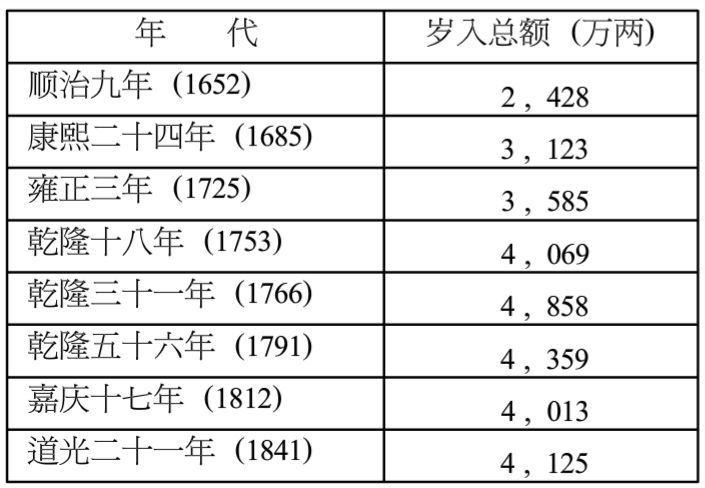 年 代 岁入总额 (万两)
顺治九年 (1652) 2, 428
康熙二十四年 (1685) 3, 123
雍正三年 (1725) 3, 585
乾隆十八年 (1753) 4, 069
乾隆三十一年 (1766) 4, 858
乾隆五十六年 (1791) 4, 359
嘉庆十七年 (1812) 4, 013
道光二十一年 (1841) 4, 125